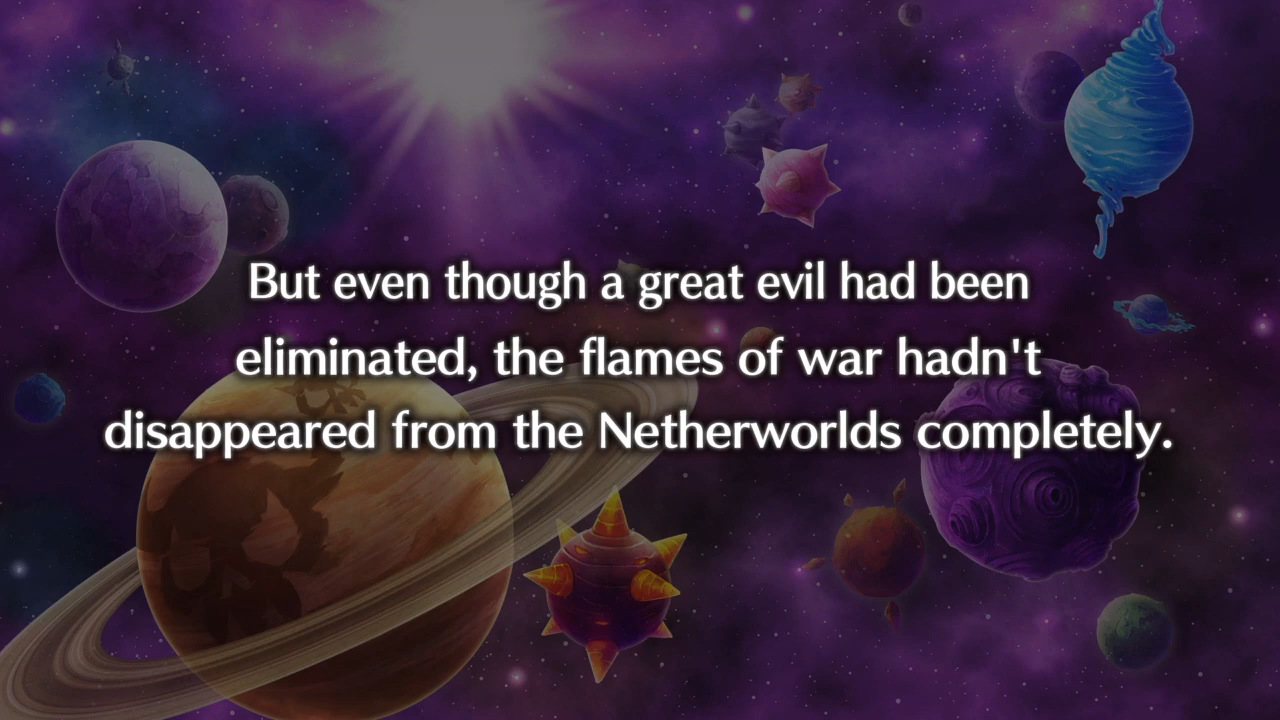 But even though a great evil had been
eliminated, the flames of war hadn't
disappeared from the Netherworlds completely.